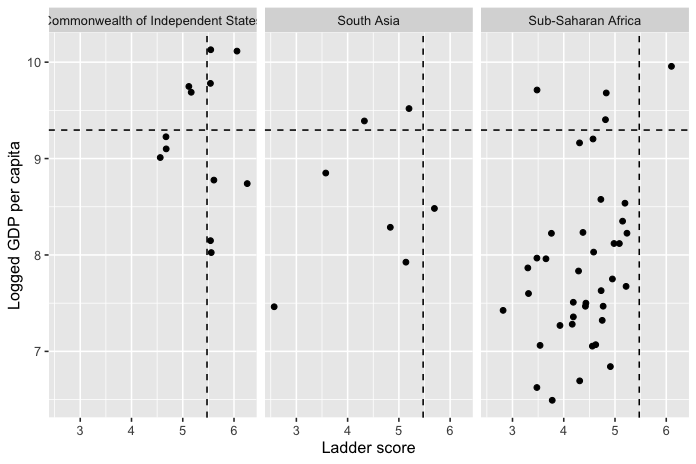 Commonwealth of Independent States
South Asia
Sub-Saharan Africa
10
9
8
7
Logged GDP per capita
3 4 5 6
3 4 5 6
3 4 5 6
Ladder score